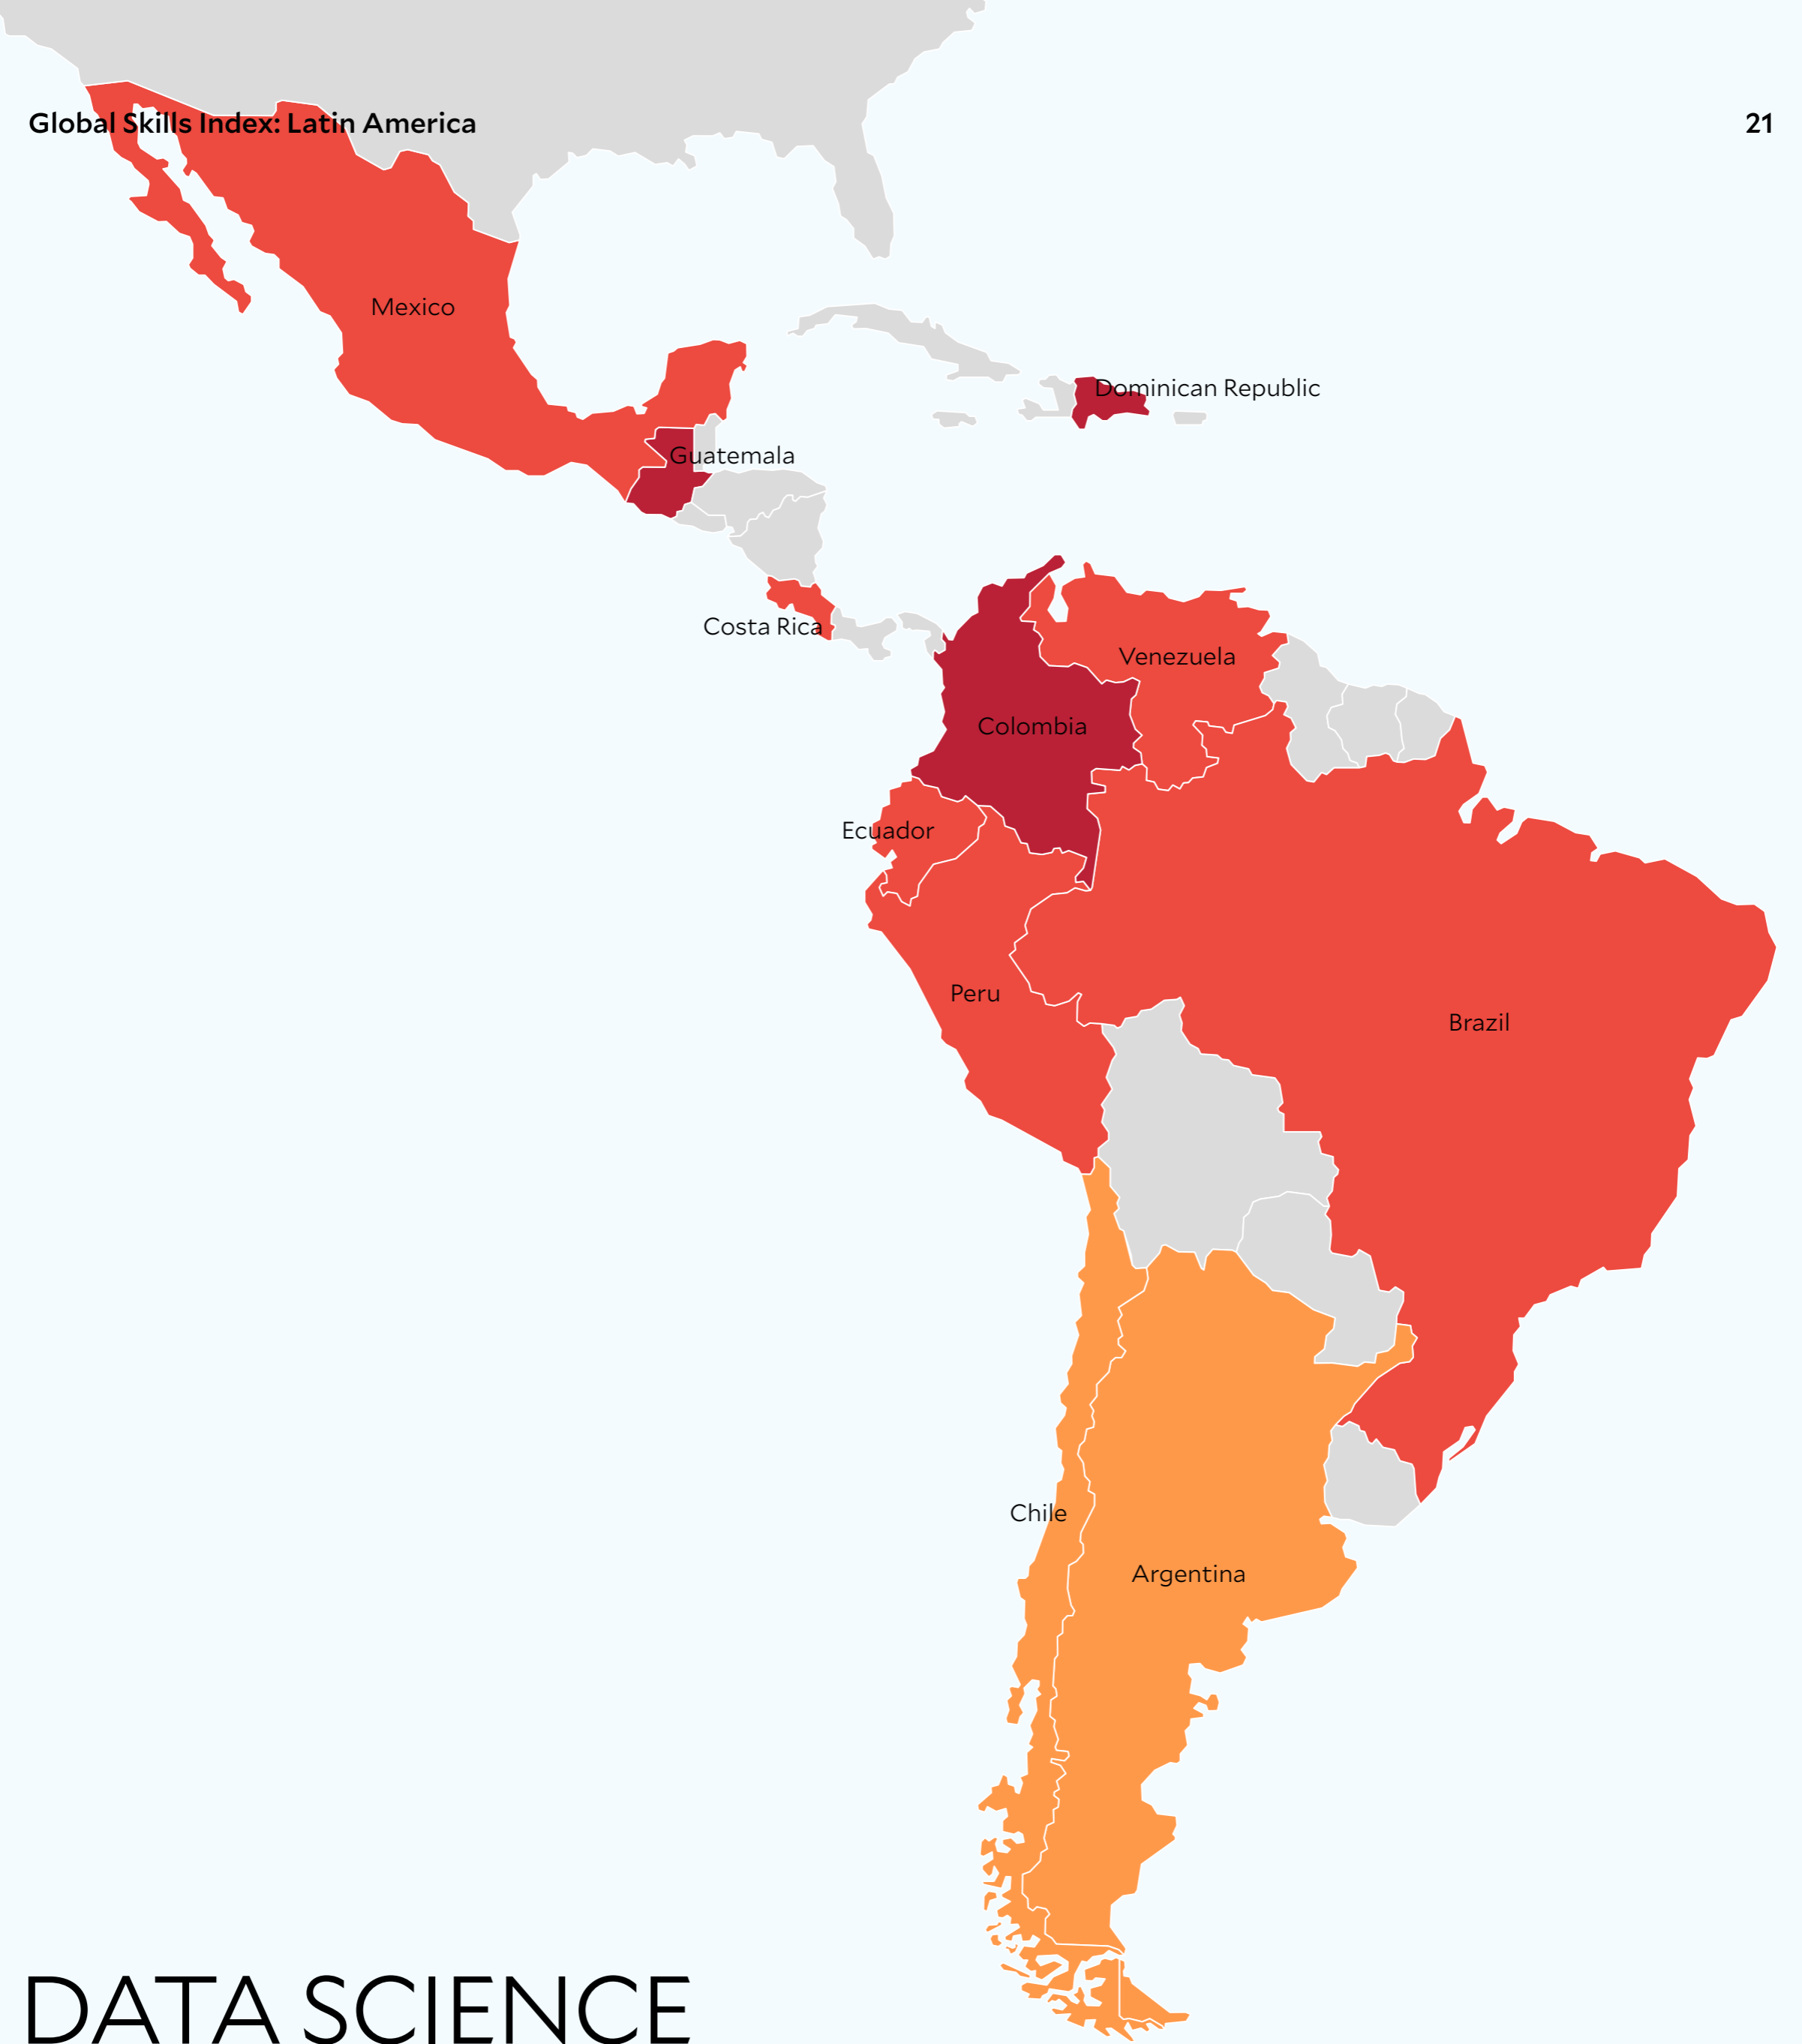 Global Skills Index: Latin America
21
Mexico
Dominican Republic
Guatemala
Costa Rica
Venezuela
Colombia
Ecuador
Peru
Brazil
Chile
Argentina
DATA SCIENCE